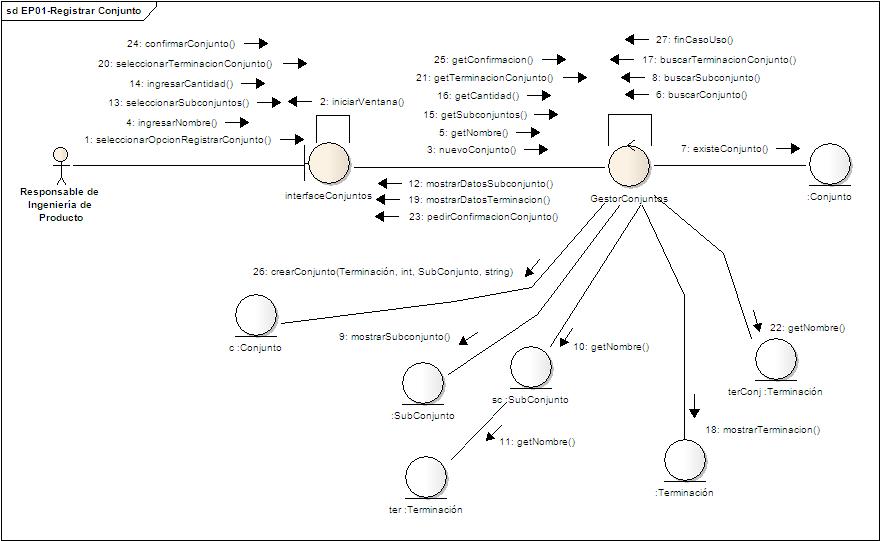 sd EP01-Registrar Conjunto
24: confirmarConjunto()
20: seleccionarTerminacionConjunto()
14: ingresarCantidad()
13: seleccionarSubconjuntos()
2: iniciarVentana()
4: ingresarNombre()
1: seleccionarOpcionRegistrarConjunto()
25: getConfirmacion()
21: getTerminacionConjunto()
16: getCantidad()
15: getSubconjuntos()
5: getNombre()
3: nuevoConjunto()
27: finCasoUso()
17: buscarTerminacionConjunto()
8: buscarSubconjunto()
6: buscarConjunto()
7: existeConjunto()
Responsable de
Ingeniería de
Producto
interfaceConjuntos
12: mostrarDatosSubconjunto()
19: mostrarDatosTerminacion()
23: pedirConfirmacionConjunto()
GestorConjuntos
:Conjunto
26: crearConjunto(Terminación, int, SubConjunto, string)
c :Conjunto
9: mostrarSubconjunto()
10: getNombre()
22: getNombre()
:SubConjunto
sc :SubConjunto
terConj :Terminación
11: getNombre()
18: mostrarTerminacion()
ter :Terminación
:Terminación